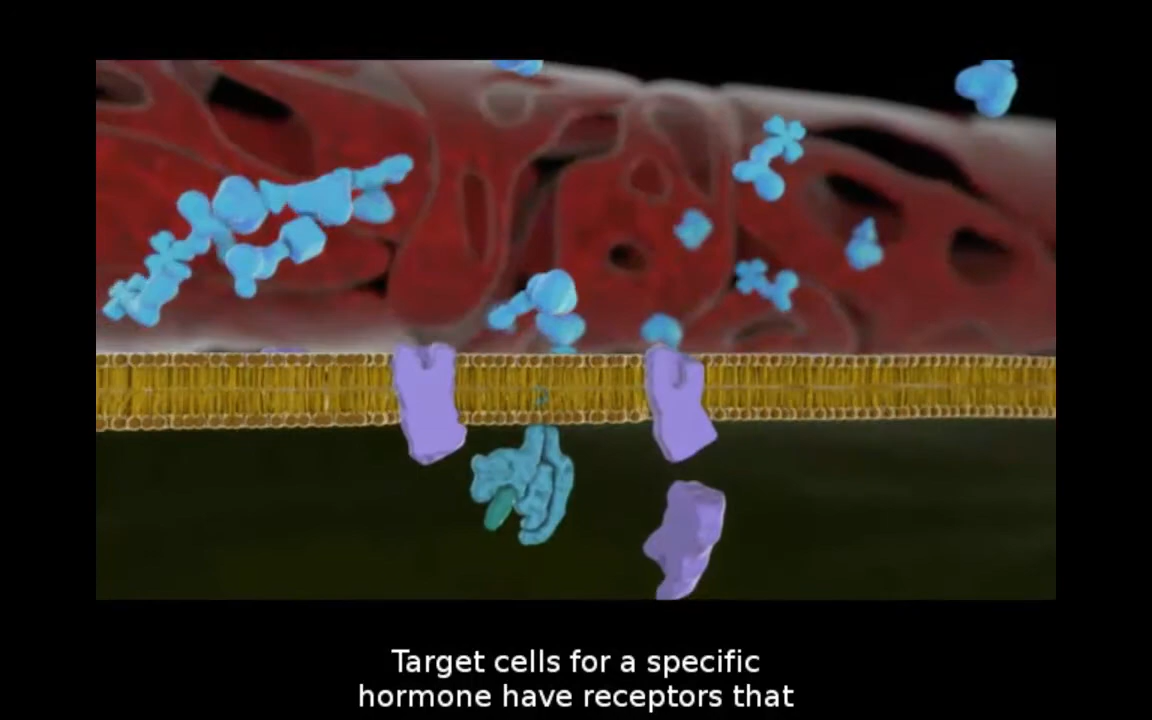 Target cells for a specific
hormone have receptors that